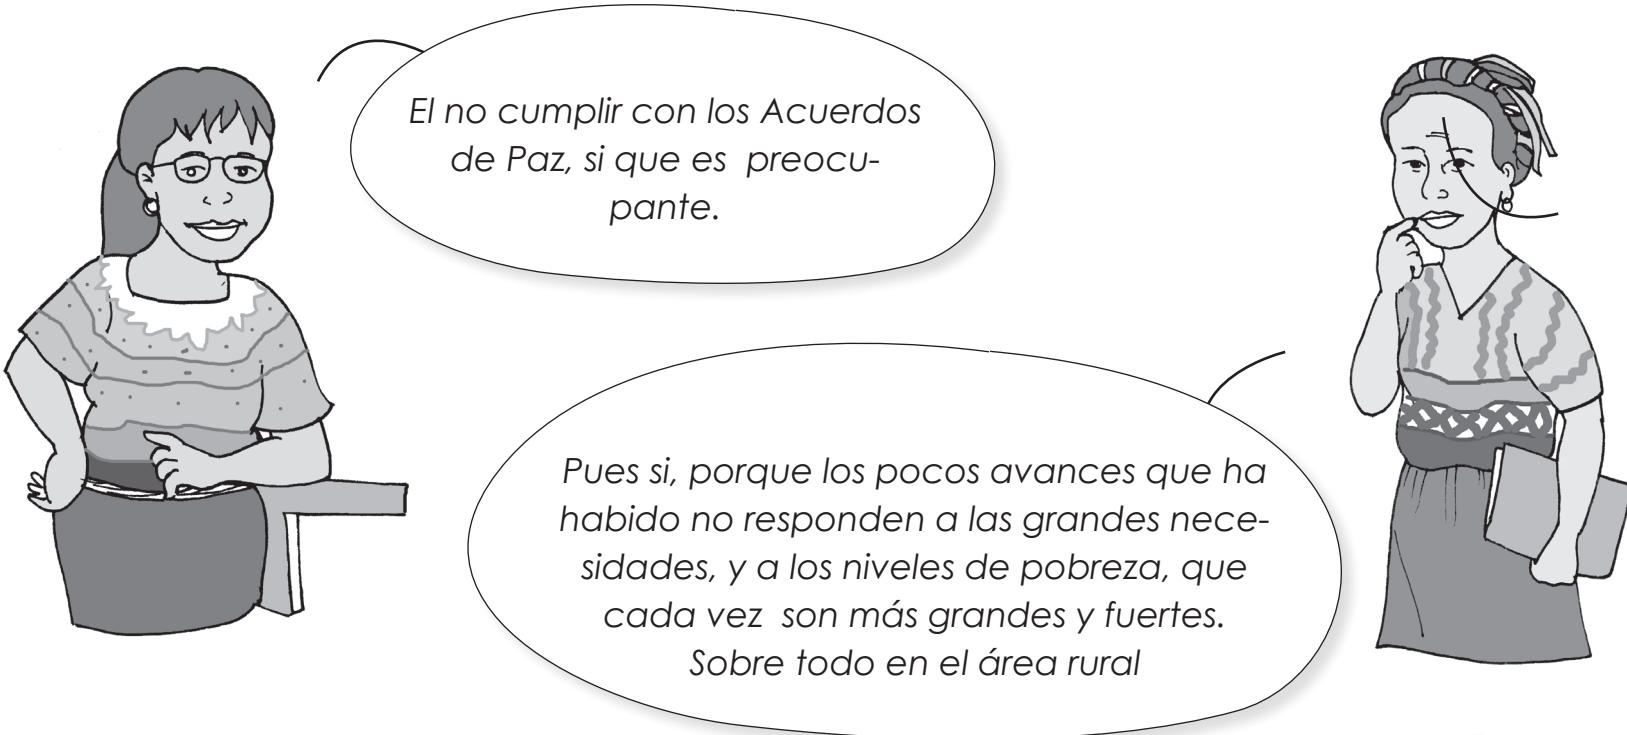 El no cumplir con los Acuerdos
de Paz, si que es  preocu-
pante.
Pues si, porque los pocos avances que ha
habido no responden a las grandes nece-
sidades, y a los niveles de pobreza, que
cada vez  son más grandes y fuertes.
Sobre todo en el área rural